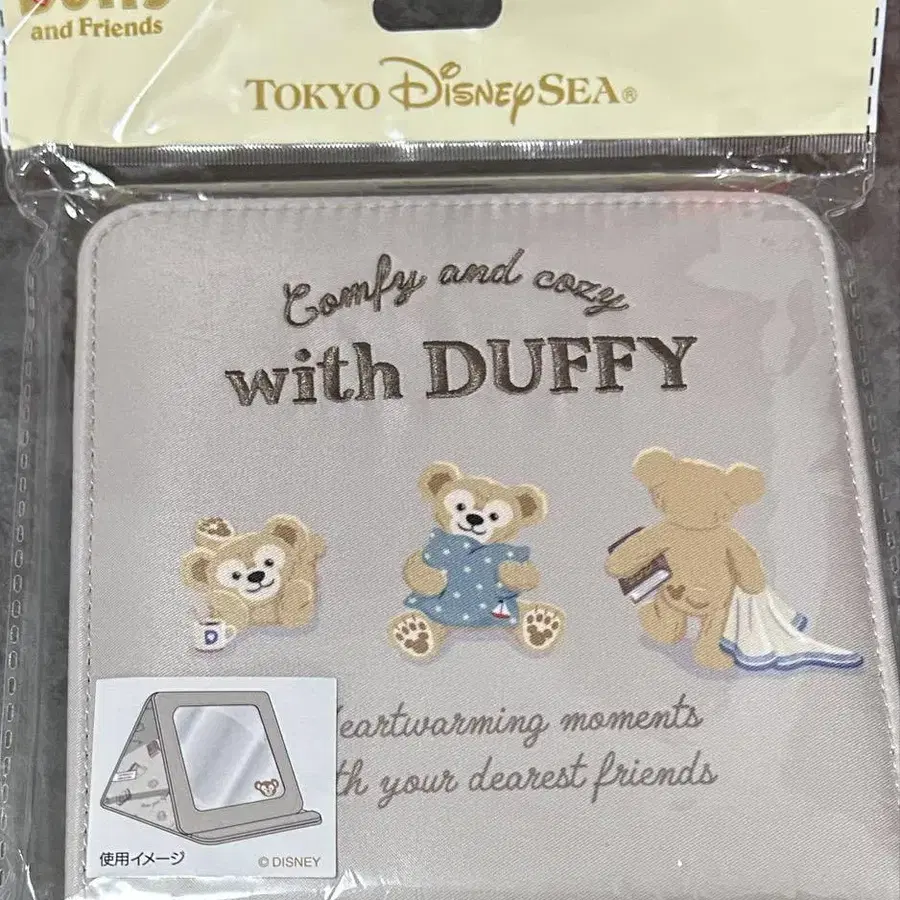 and Friends
TOKYO DISNEYSEA®
Comfy and cozy
with DUFFY
D
eartwarming moments
th your dearest friends
使用イメージ
© DISNEY